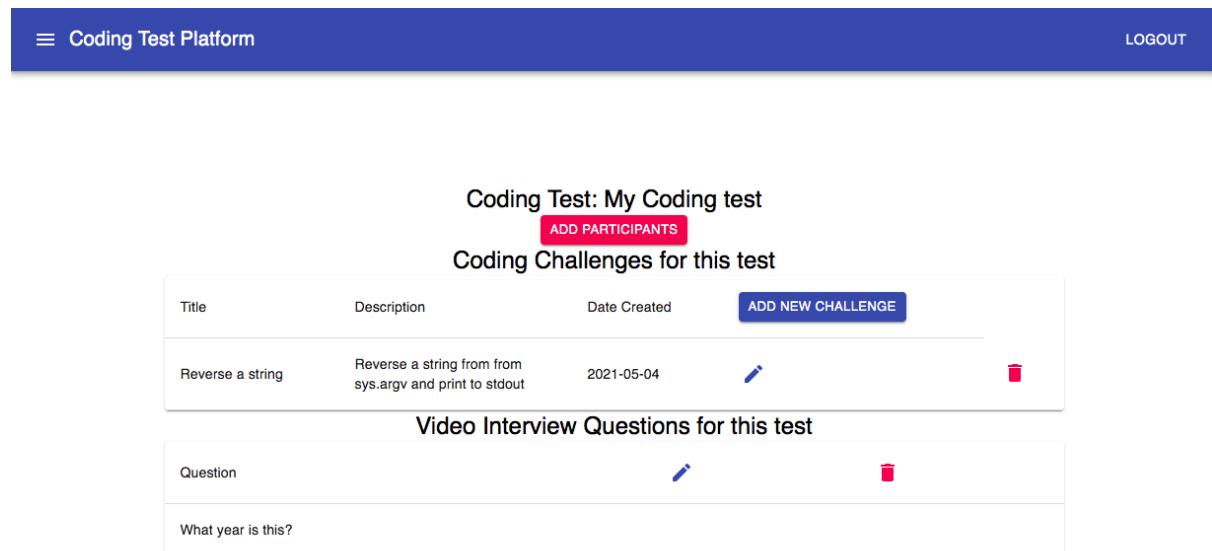 Coding Test Platform
LOGOUT
Coding Test: My Coding test
ADD PARTICIPANTS
Coding Challenges for this test
Title Description Date Created ADD NEW CHALLENGE
Reverse a string Reverse a string from from
sys.argv and print to stdout 2021-05-04
Video Interview Questions for this test
Question
What year is this?